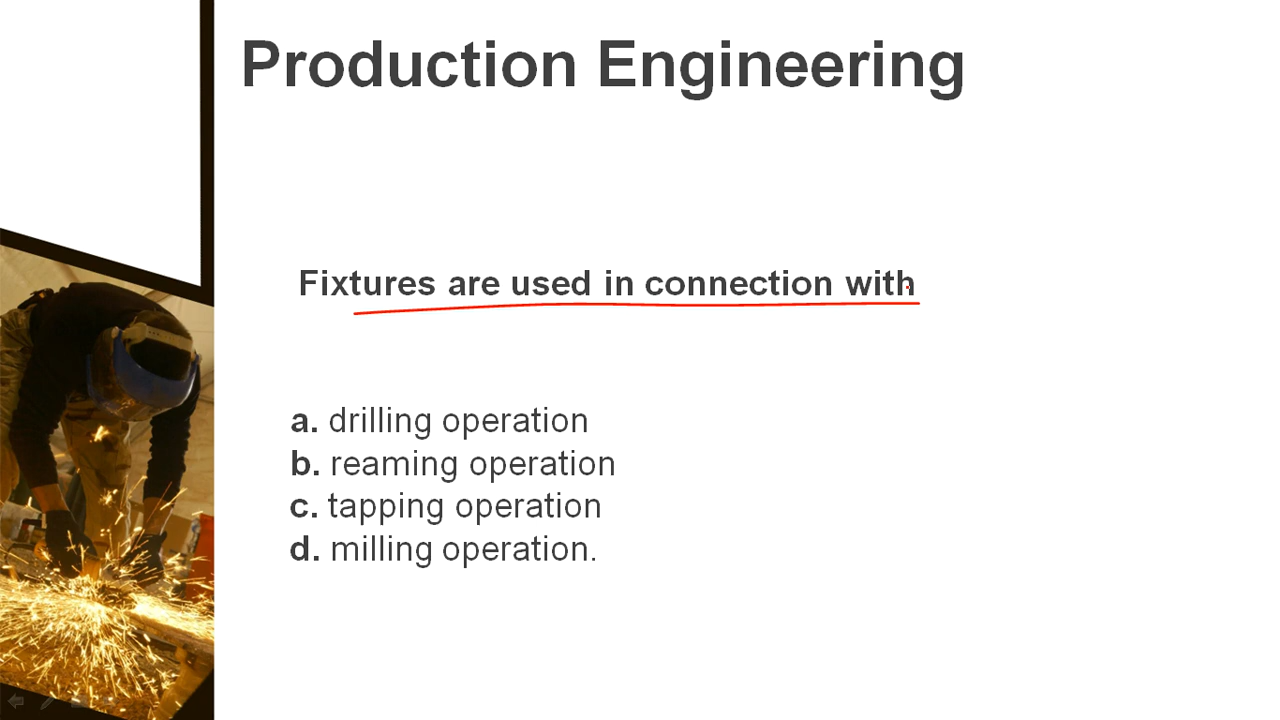 Production Engineering
Fixtures are used in connection with
a. drilling operation
b. reaming operation
c. tapping operation
d. milling operation.